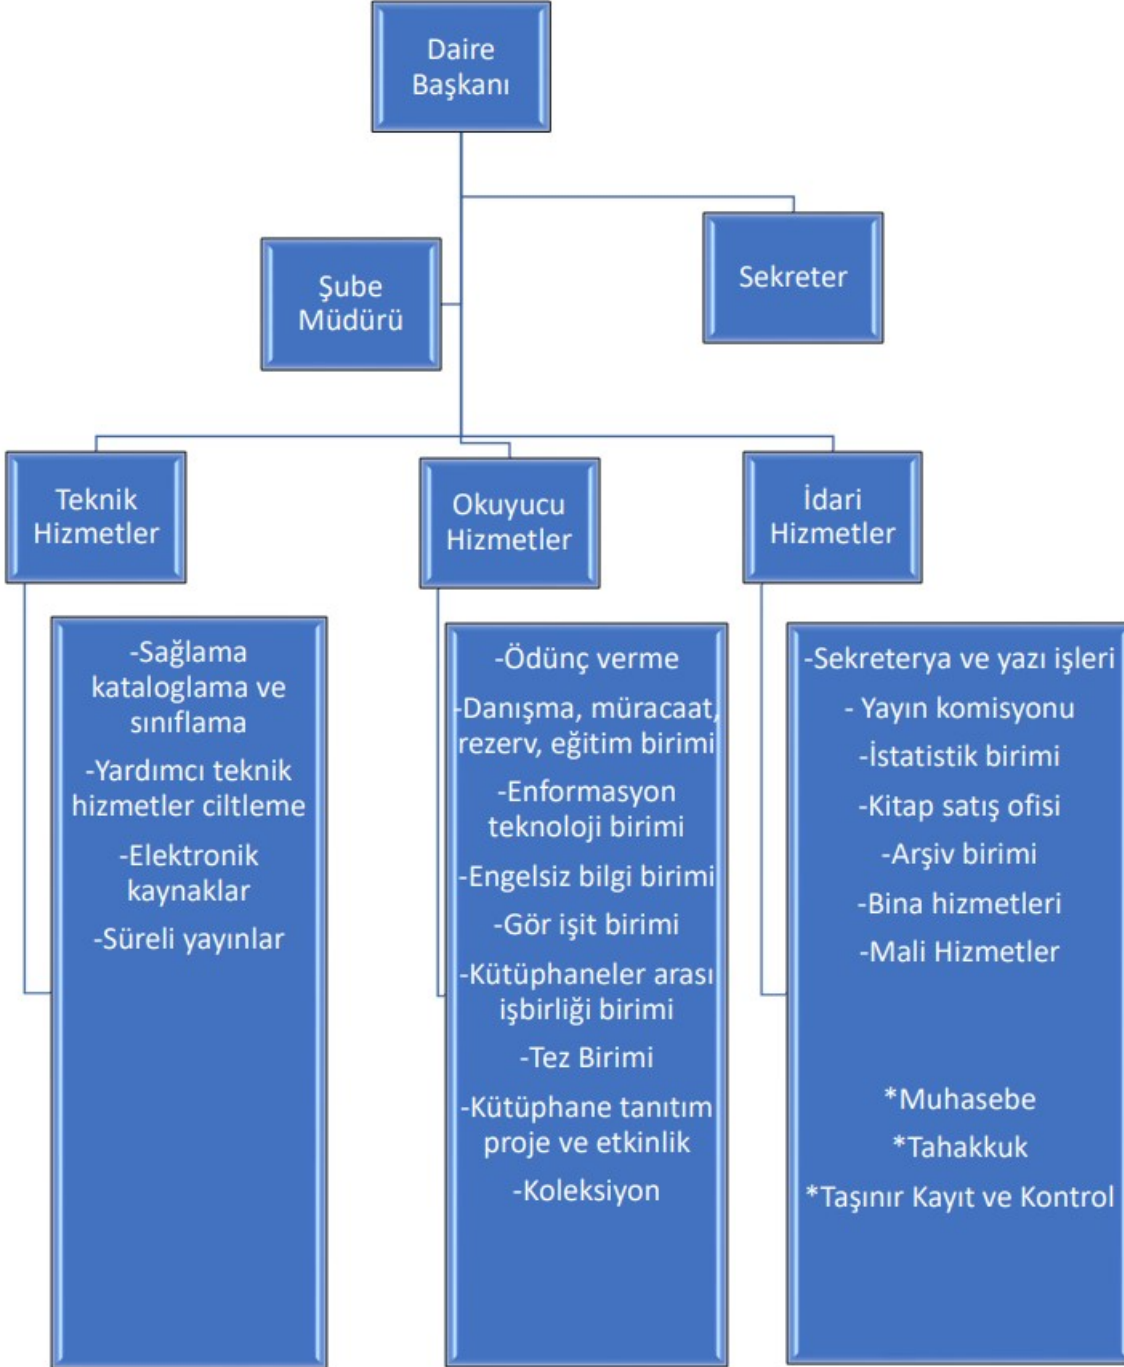 Daire
Başkanı
Sekreter
Şube
Müdürü
Teknik
Hizmetler
Okuyucu
Hizmetler
İdari
Hizmetler
-Sağlama
kataloglama ve
sınıflama
-Yardımcı teknik
hizmetler ciltleme
-Elektronik
kaynaklar
-Süreli yayınlar
-Ödünç verme
-Danışma, müracaat,
rezerv, eğitim birimi
-Enformasyon
teknoloji birimi
-Engelsiz bilgi birimi
-Gör işit birimi
-Kütüphaneler arası
işbirliği birimi
-Tez Birimi
-Kütüphane tanıtım
proje ve etkinlik
-Koleksiyon
-Sekreterya ve yazı işleri
- Yayın komisyonu
-İstatistik birimi
-Kitap satış ofisi
-Arşiv birimi
-Bina hizmetleri
-Mali Hizmetler
*Muhasebe
*Tahakkuk
*Taşınır Kayıt ve Kontrol